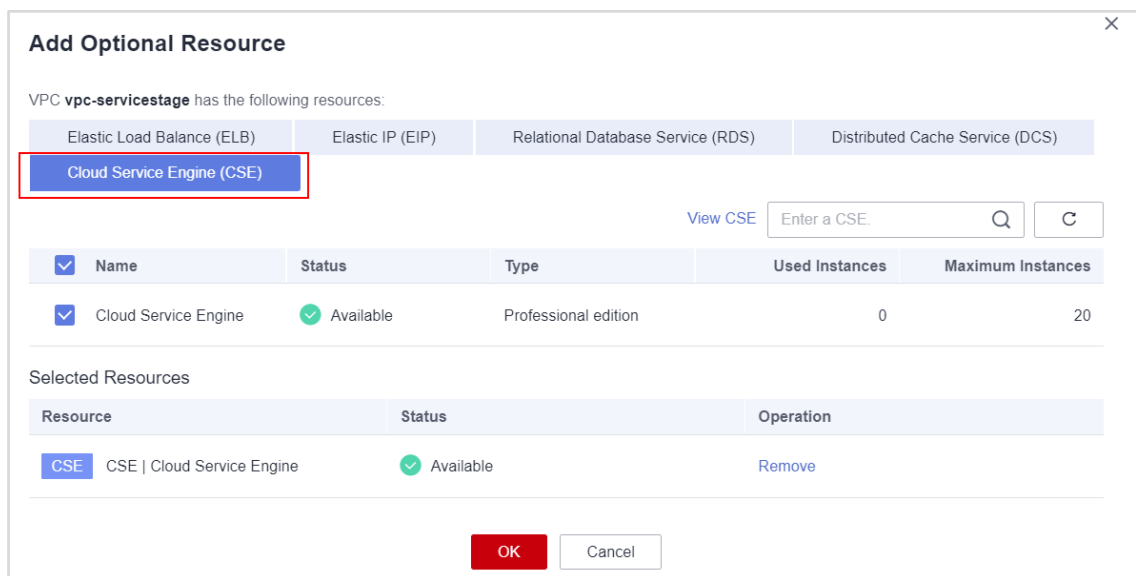 Add Optional Resource
VPC vpc-servicestage has the following resources:
Elastic Load Balance (ELB) Elastic IP (EIP) Relational Database Service (RDS) Distributed Cache Service (DCS)
Cloud Service Engine (CSE)
View CSE Enter a CSE.
Name Status Type Used Instances Maximum Instances
Cloud Service Engine Available Professional edition 0 20
Selected Resources
Resource Status Operation
CSE CSE | Cloud Service Engine Available Remove
OK Cancel